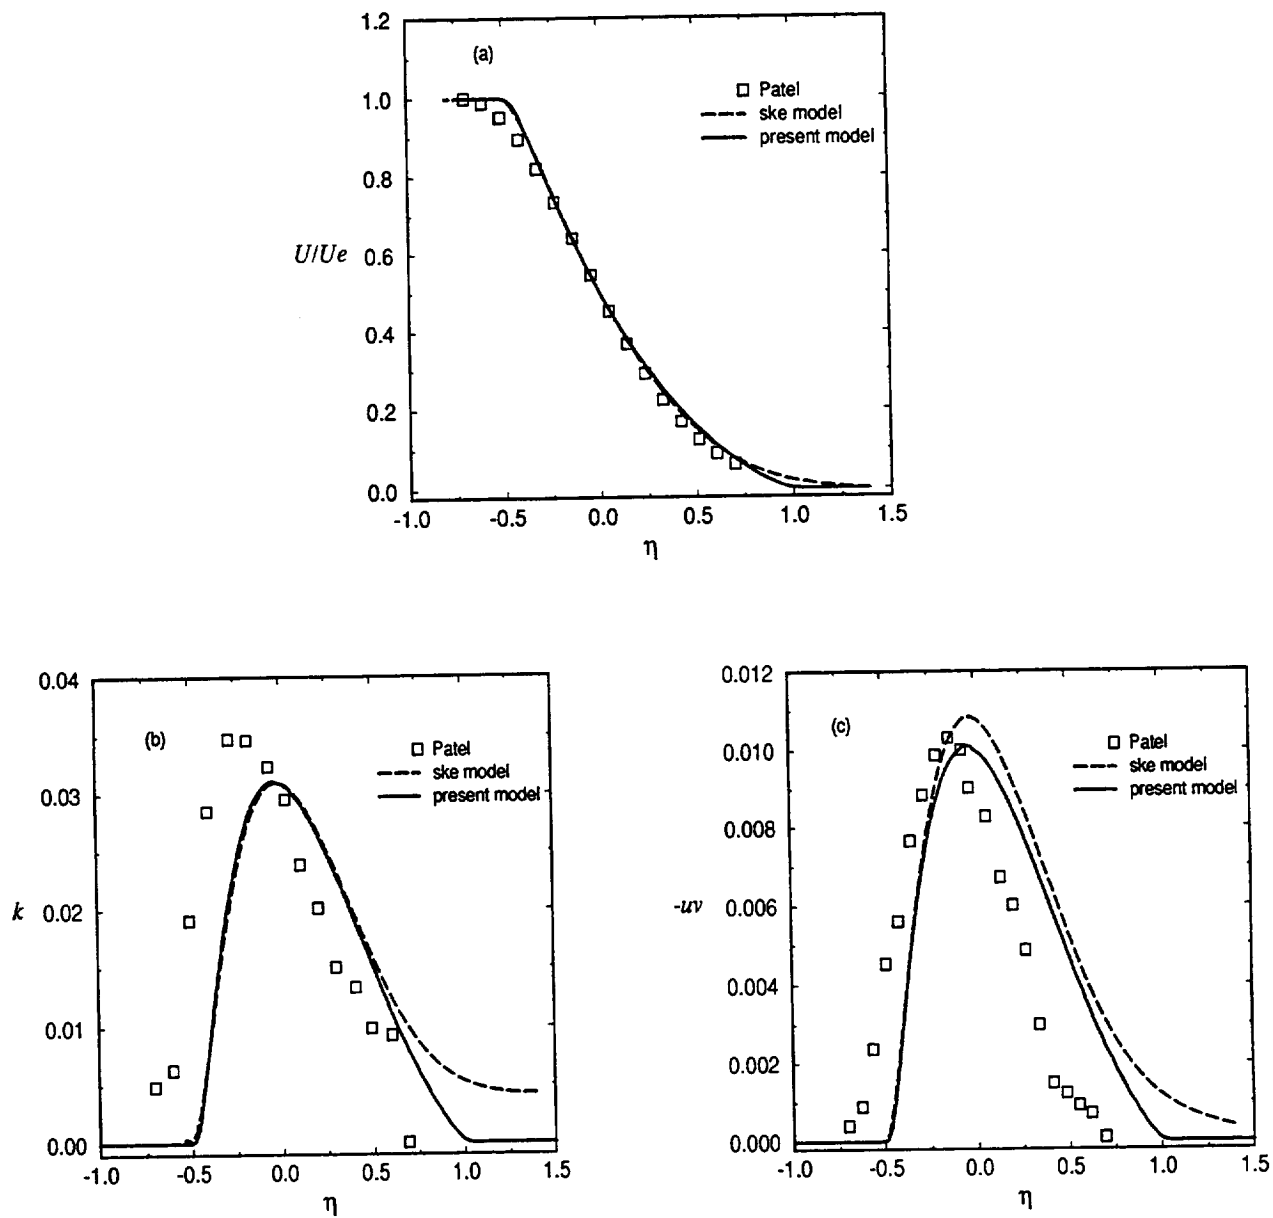 1.2
(a)
Patel
ske model
present model
1.0
0.8
U/Ue
0.6
0.4
0.2
0.0
-1.0 -0.5 0.0 0.5 1.0 1.5
η
0.04
(b)
Patel
ske model
present model
0.03
k
0.02
0.01
0.00
-1.0 -0.5 0.0 0.5 1.0 1.5
η
0.012
(c)
Patel
ske model
present model
0.010
0.008
-uv
0.006
0.004
0.002
0.000
-1.0 -0.5 0.0 0.5 1.0 1.5
η